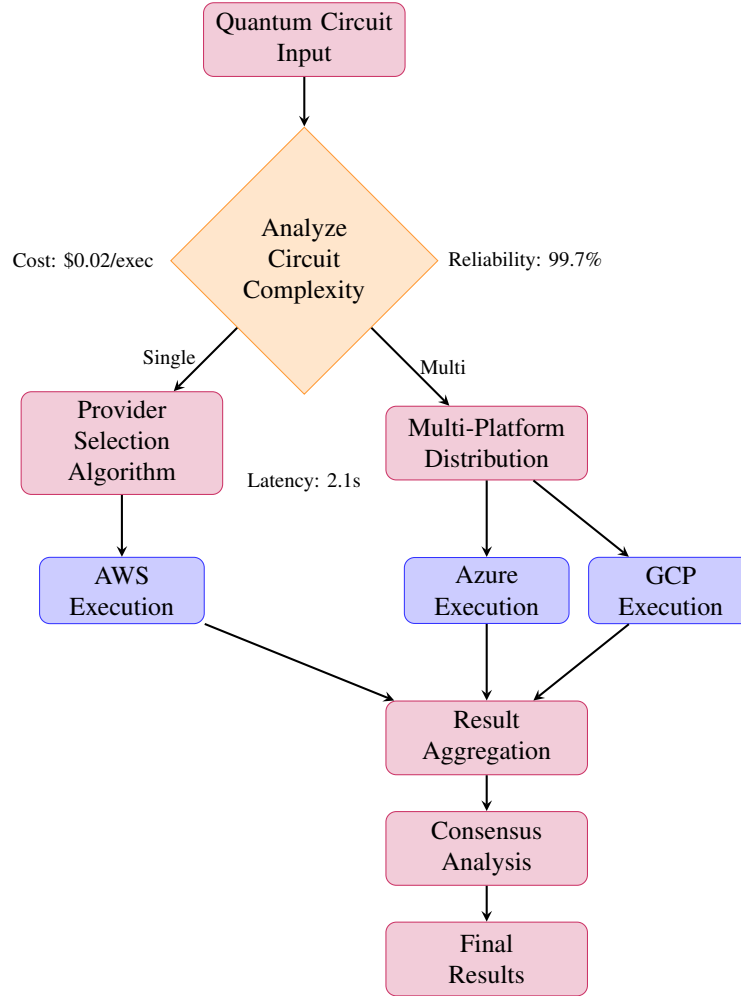 Quantum Circuit
Input
Analyze
Circuit
Complexity
Cost: $0.02/exec
Reliability: 99.7%
Single
Multi
Provider
Selection
Algorithm
Multi-Platform
Distribution
Latency: 2.1s
AWS
Execution
Azure
Execution
GCP
Execution
Result
Aggregation
Consensus
Analysis
Final
Results